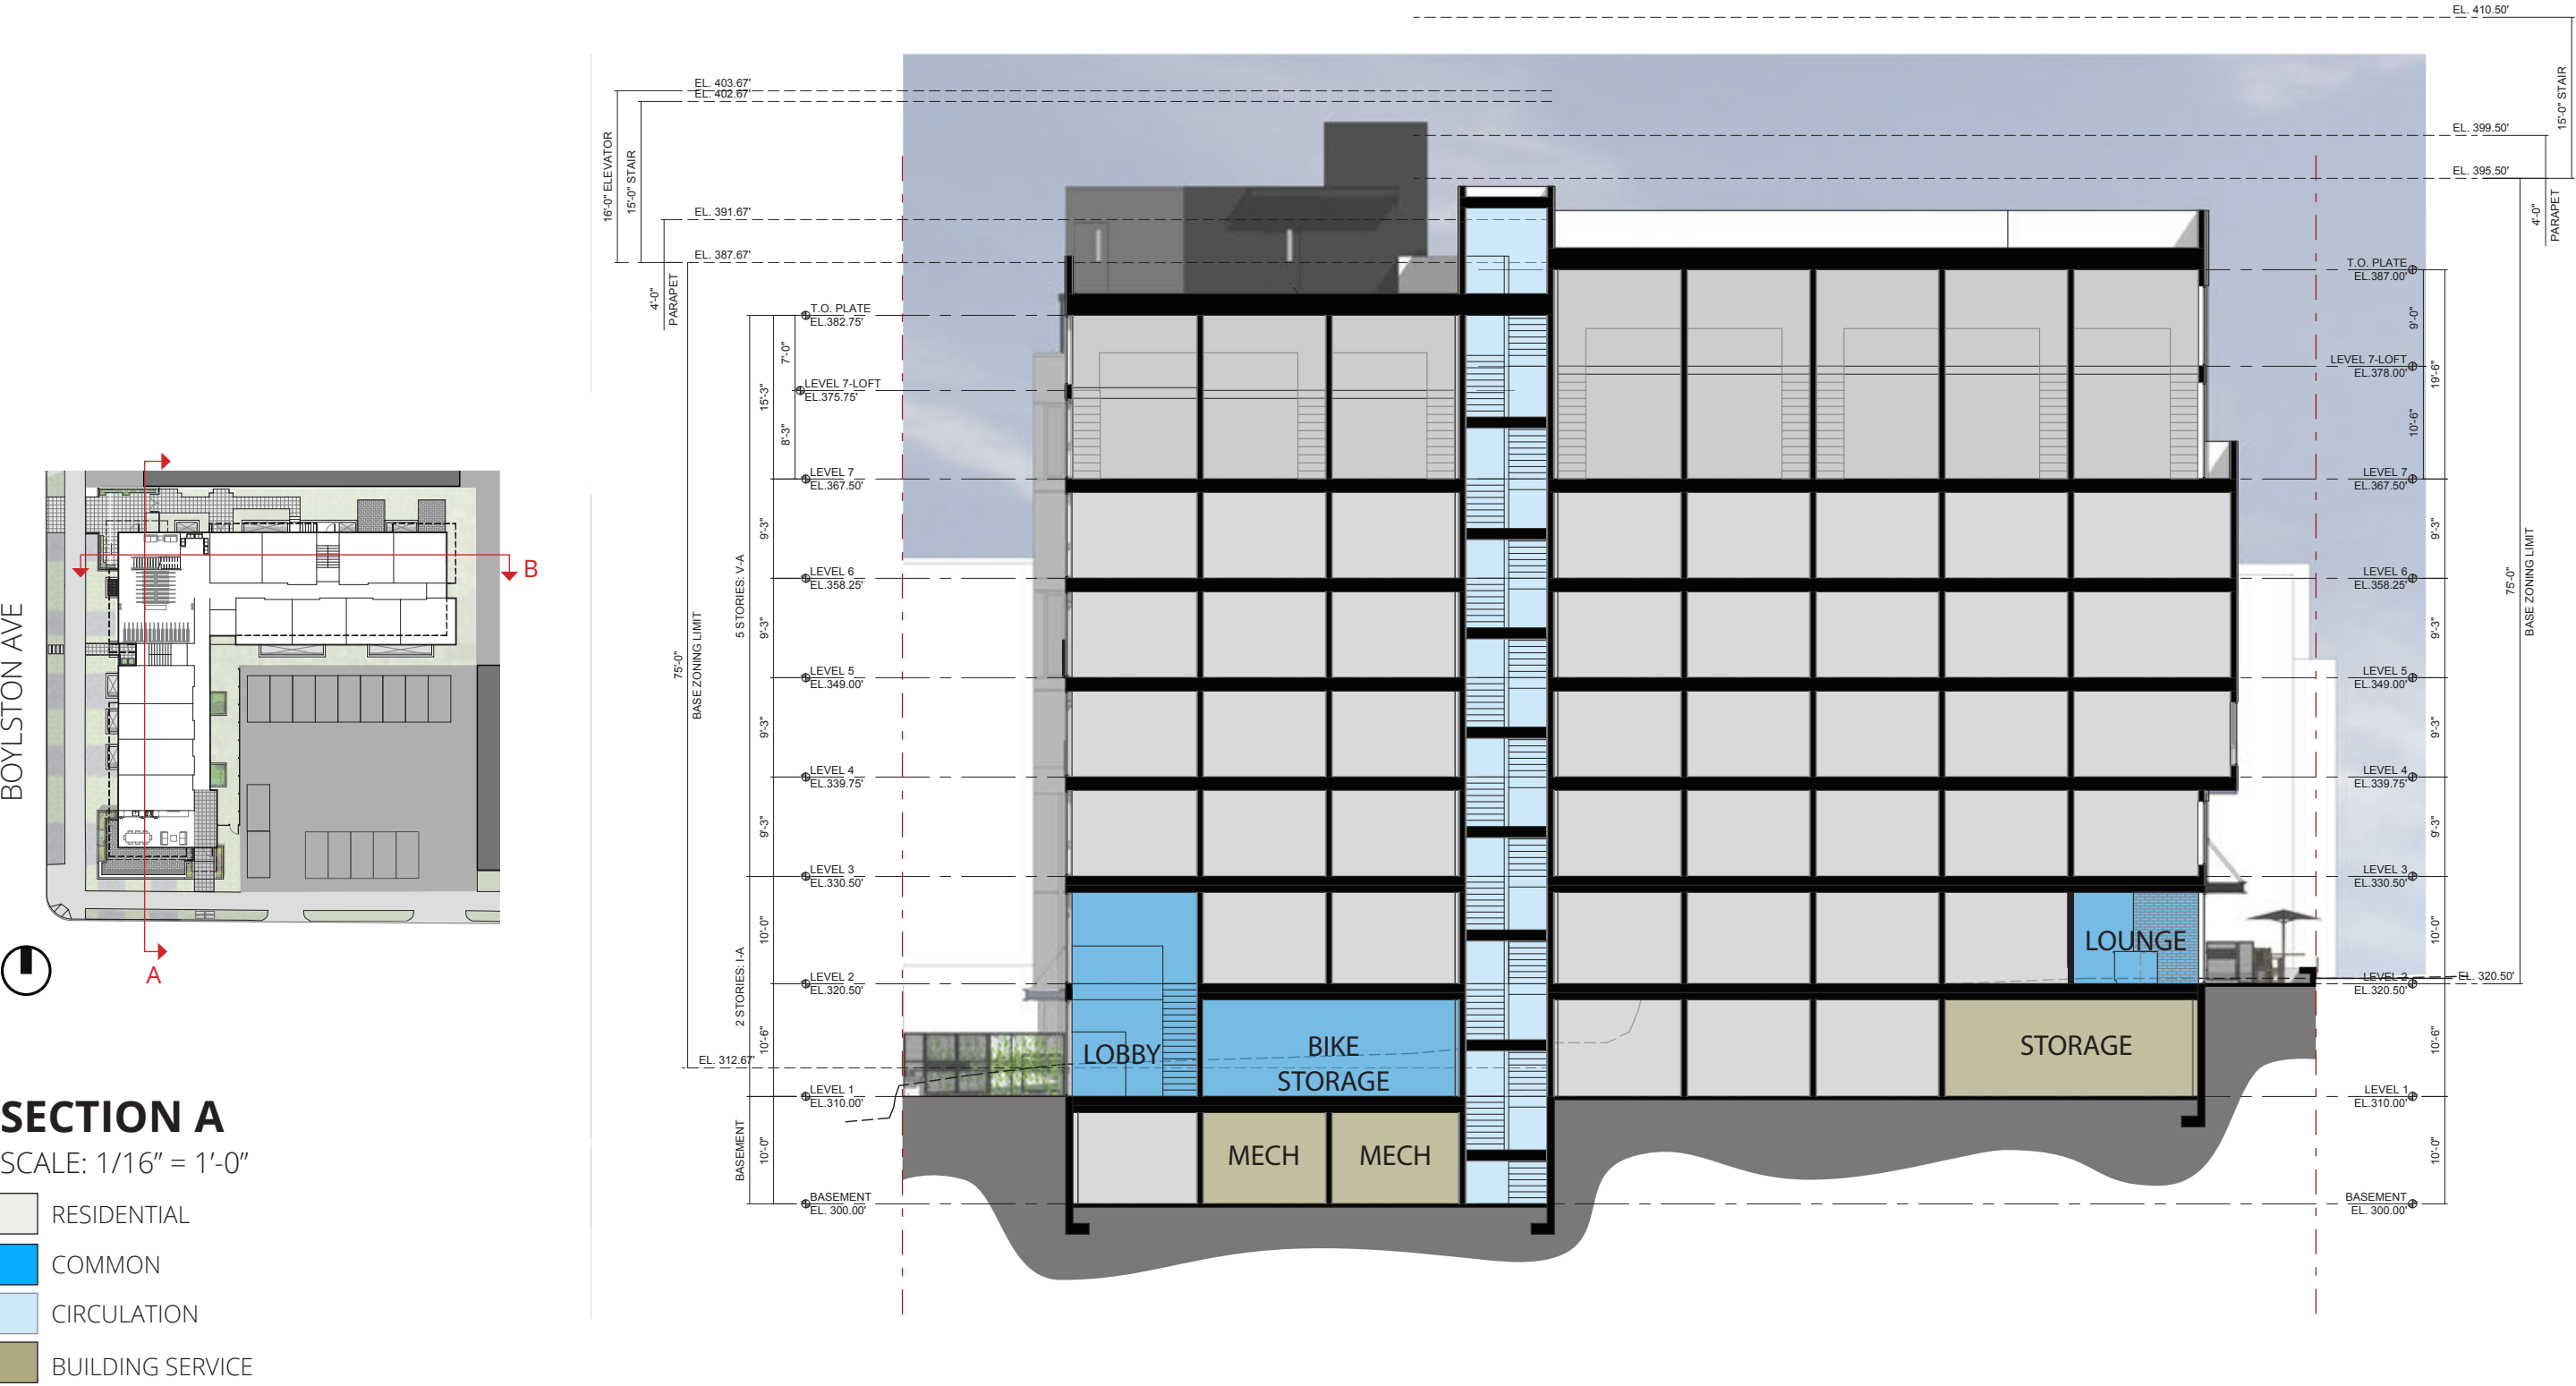 BOYLSTON AVE
B
A
SECTION A
SCALE: 1/16” = 1’-0”
RESIDENTIAL
COMMON
CIRCULATION
BUILDING SERVICE
EL. 403.67'
EL. 402.67'
16'-0" ELEVATOR
15'-0" STAIR
EL. 391.67'
EL. 387.67'
4'-0"
PARAPET
75'-0"
BASE ZONING LIMIT
EL. 312.67'
5 STORIES: V-A
2 STORIES: I-A
BASEMENT
15'-3"
7'-0"
8'-3"
9'-3"
9'-3"
9'-3"
9'-3"
10'-0"
10'-6"
10'-0"
T.O. PLATE
EL.382.75'
LEVEL 7-LOFT
EL.375.75'
LEVEL 7
EL.367.50'
LEVEL 6
EL.358.25'
LEVEL 5
EL.349.00'
LEVEL 4
EL.339.75'
LEVEL 3
EL.330.50'
LEVEL 2
EL.320.50'
LEVEL 1
EL.310.00'
BASEMENT
EL. 300.00'
LOBBY
BIKE
STORAGE
MECH
MECH
LOUNGE
STORAGE
EL. 410.50'
15'-0" STAIR
EL. 399.50'
EL. 395.50'
4'-0"
PARAPET
T.O. PLATE
EL.387.00'
LEVEL 7-LOFT
EL.378.00'
LEVEL 7
EL.367.50'
LEVEL 6
EL.358.25'
LEVEL 5
EL.349.00'
LEVEL 4
EL.339.75'
LEVEL 3
EL.330.50'
LEVEL 2
EL.320.50'
EL. 320.50'
LEVEL 1
EL.310.00'
BASEMENT
EL. 300.00'
9'-0"
19'-6"
10'-6"
9'-3"
9'-3"
9'-3"
9'-3"
10'-0"
10'-6"
10'-0"
75'-0"
BASE ZONING LIMIT